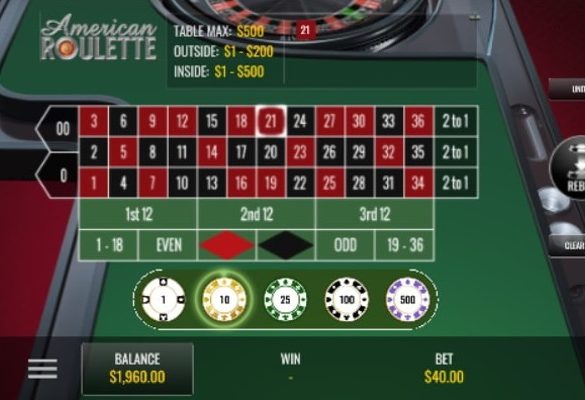 American
ROULETTE
TABLE MAX: $500
OUTSIDE: $1 - $200
INSIDE: $1 - $500
21
00 3 6 9 12 15 18 21 24 27 30 33 36 2 to 1
2 5 8 11 14 17 20 23 26 29 32 35 2 to 1
0 1 4 7 10 13 16 19 22 25 28 31 34 2 to 1
1st 12 2nd 12 3rd 12
1 - 18 EVEN ODD 19 - 36
1 10 25 100 500
UND
REB
CLEAR
BALANCE WIN BET
$1,960.00 - $40.00